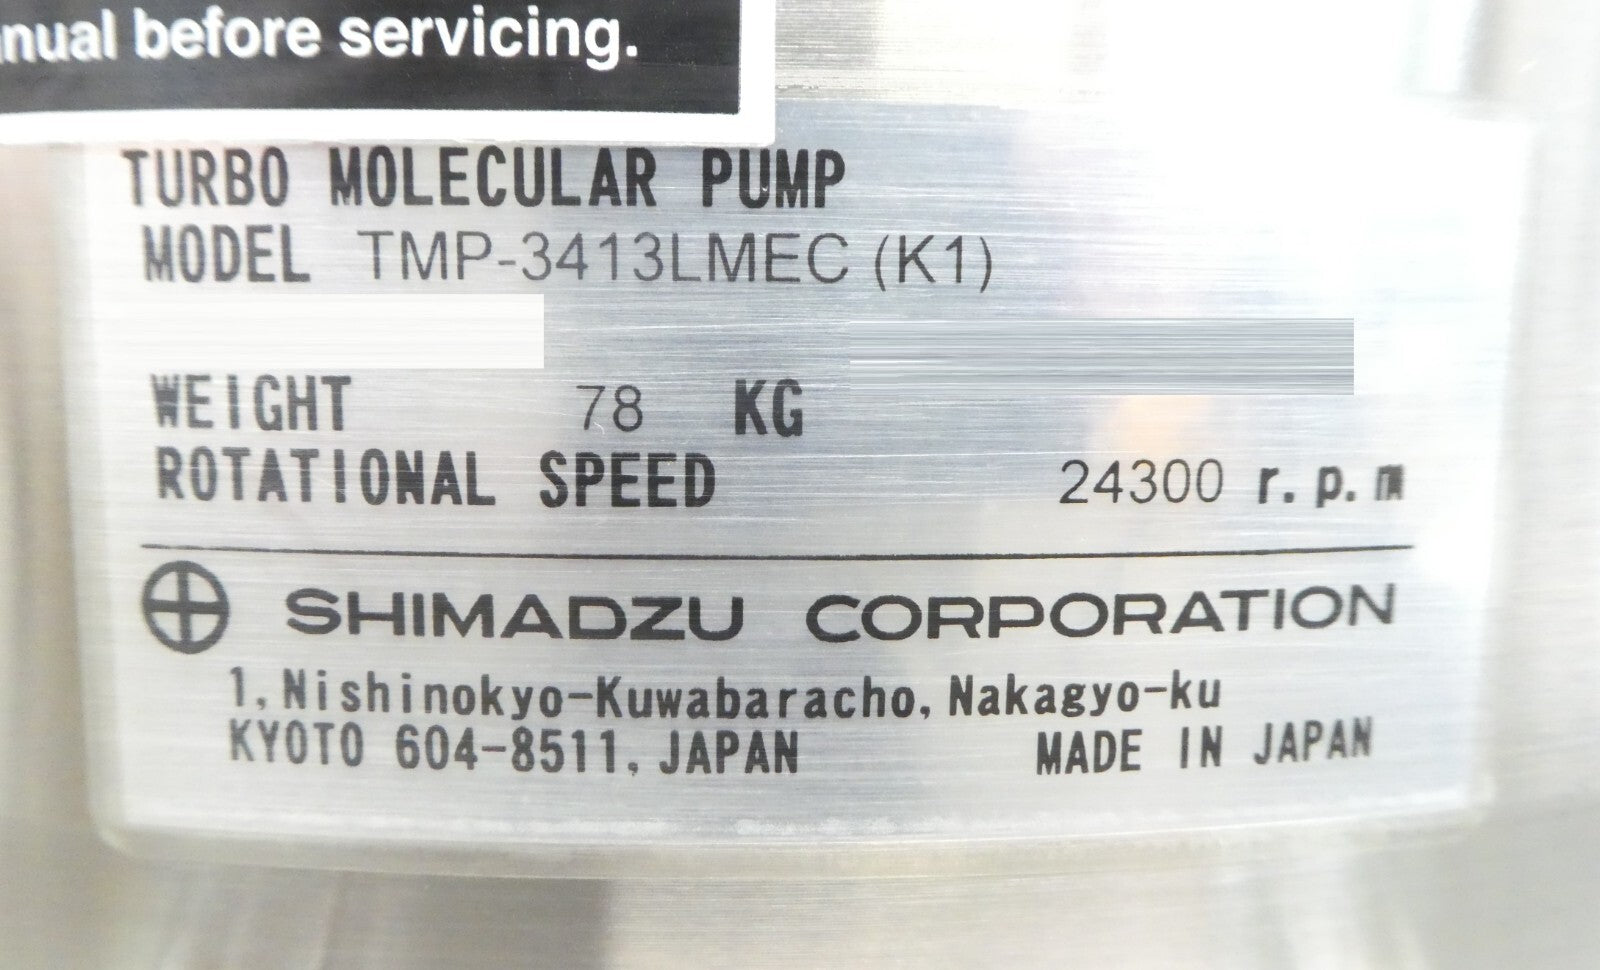 nual before servicing.
TURBO MOLECULAR PUMP
MODEL TMP-3413LMEC (K1)
WEIGHT 78 KG
ROTATIONAL SPEED 24300 r.p.m
SHIMADZU CORPORATION
1, Nishinokyo-Kuwabaracho, Nakagyo-ku
KYOTO 604-8511, JAPAN MADE IN JAPAN